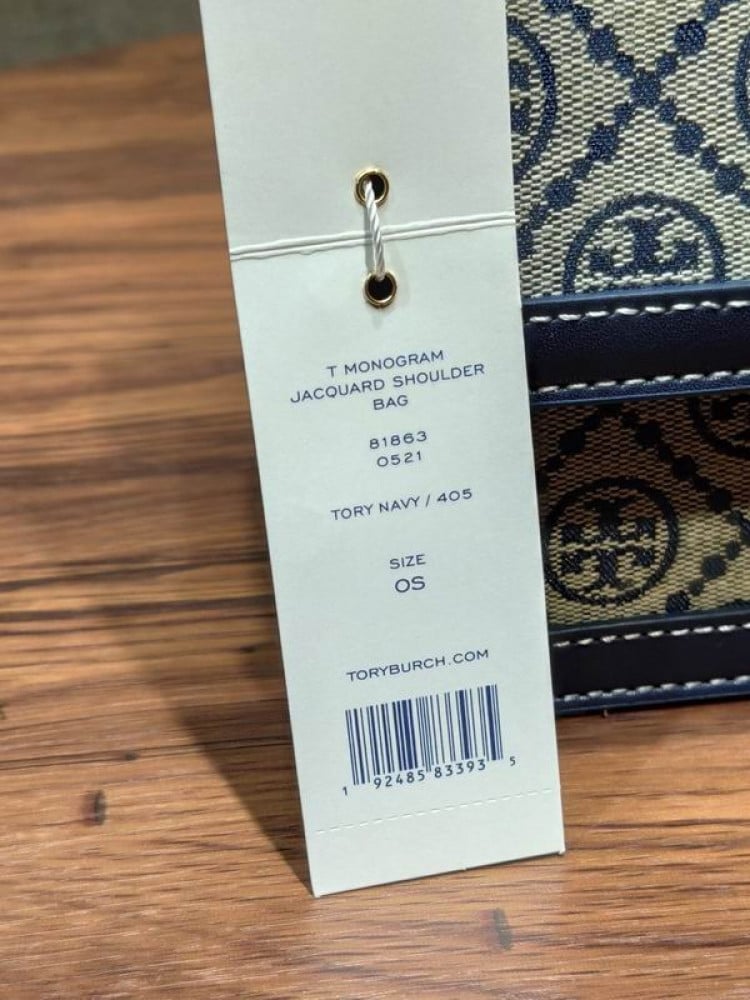 T MONOGRAM
JACQUARD SHOULDER
BAG
81863
0521
TORY NAVY / 405
SIZE
OS
TORYBURCH.COM
1 92485 83393 5